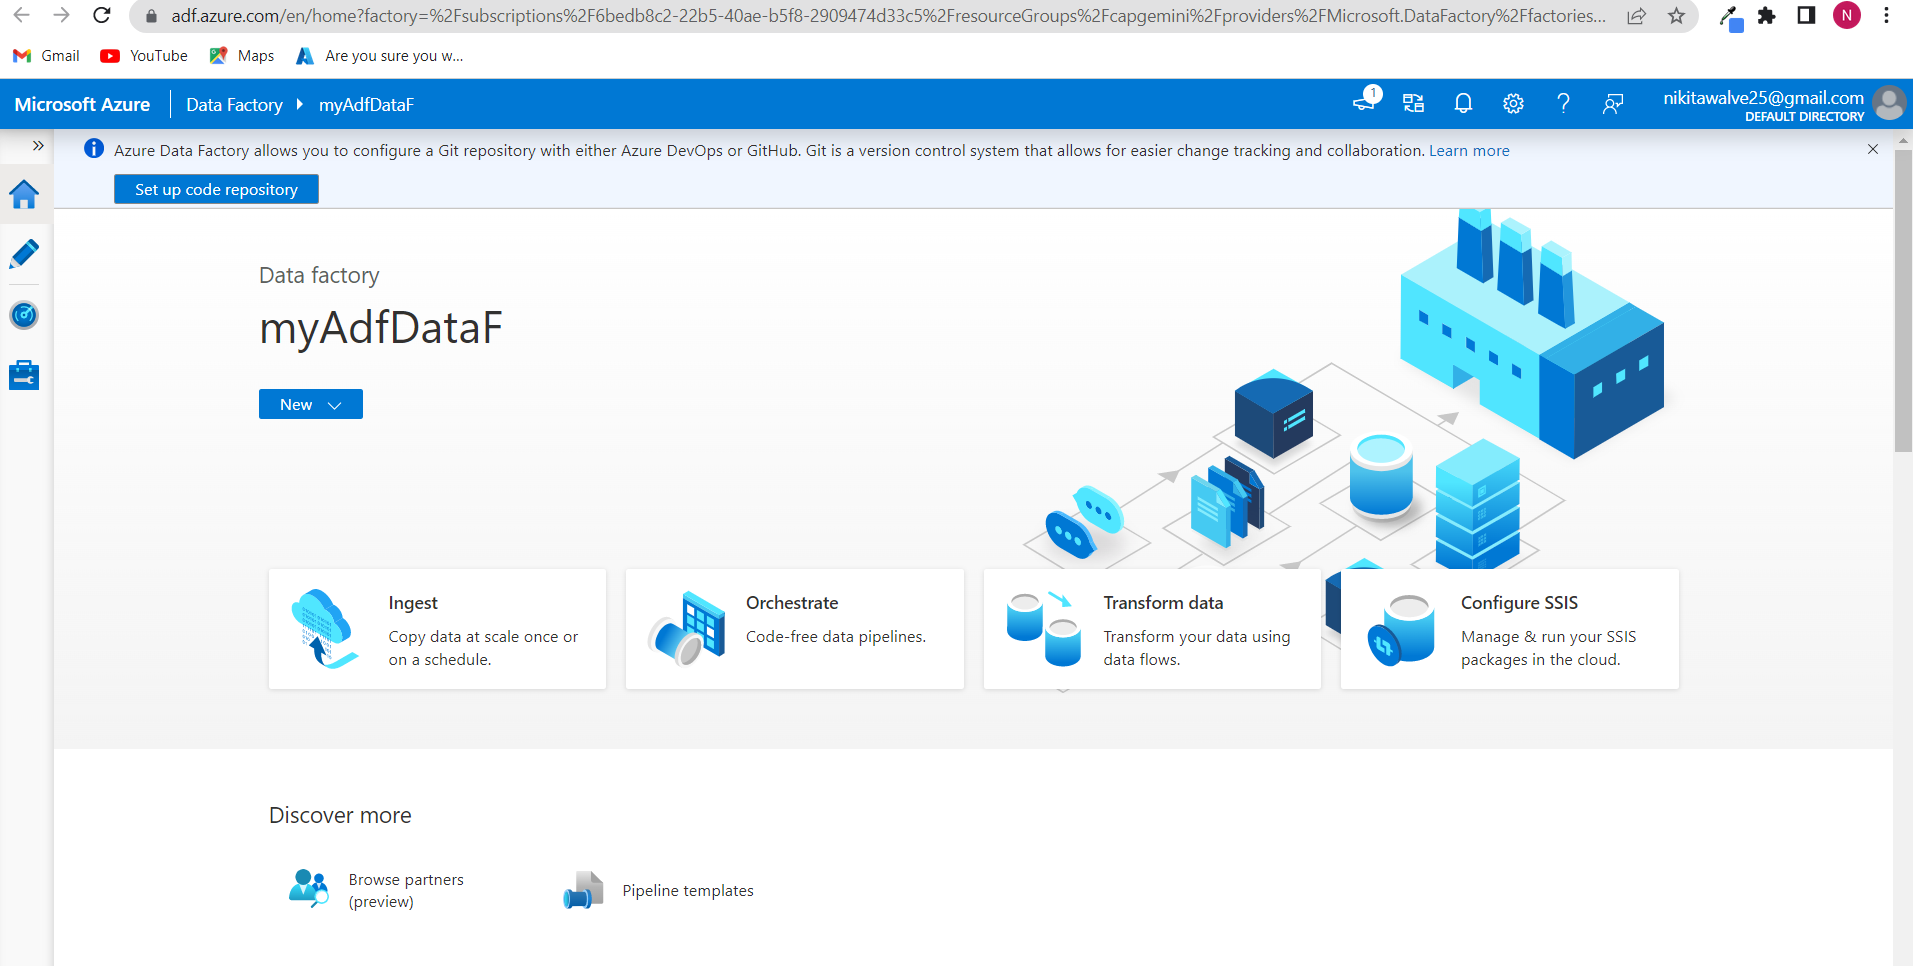 adf.azure.com/en/home?factory=%2Fsubscriptions%2F6bedb8c2-22b5-40ae-b5f8-2909474d33c5%2FresourceGroups%2Fcapgemini%2Fproviders%2FMicrosoft.DataFactory%2Ffactories...
N
Gmail YouTube Maps Are you sure you w...
Microsoft Azure Data Factory myAdfDataF
1
?
nikitawalve25@gmail.com
DEFAULT DIRECTORY
Azure Data Factory allows you to configure a Git repository with either Azure DevOps or GitHub. Git is a version control system that allows for easier change tracking and collaboration. Learn more
Set up code repository
Data factory
myAdfDataF
New
Ingest
Copy data at scale once or
on a schedule.
Orchestrate
Code-free data pipelines.
Transform data
Transform your data using
data flows.
Configure SSIS
Manage & run your SSIS
packages in the cloud.
Discover more
Browse partners
(preview)
Pipeline templates